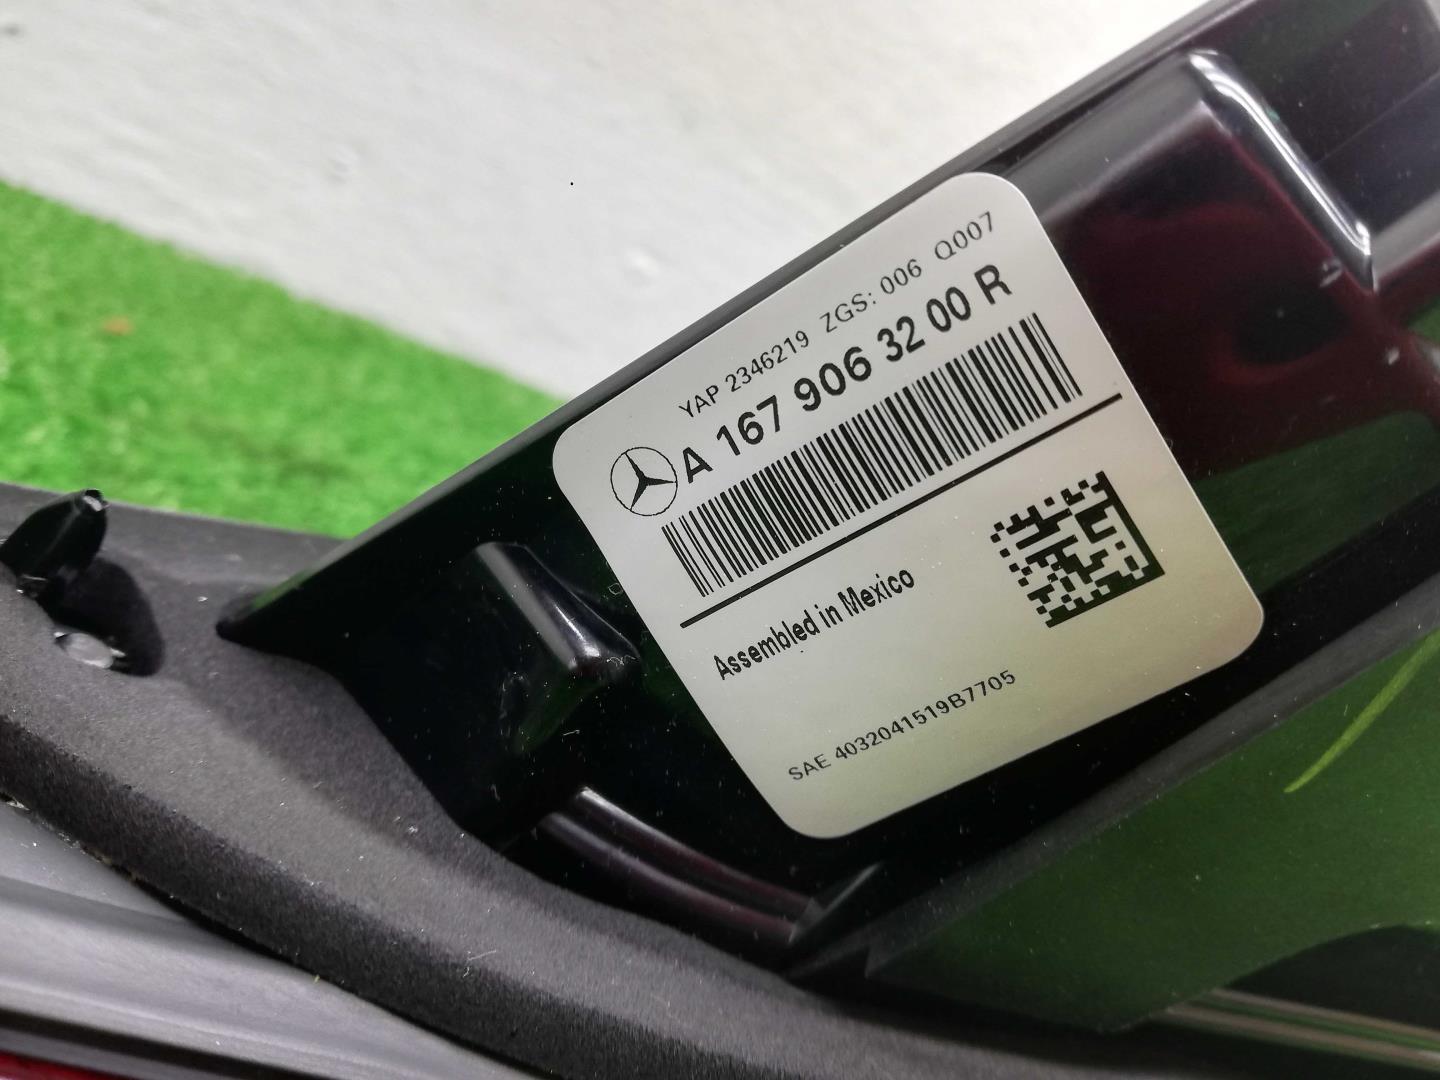 YAP 2346219 ZGS: 006 Q007
A 167 906 32 00 R
Assembled in Mexico
SAE 4032041519B7705